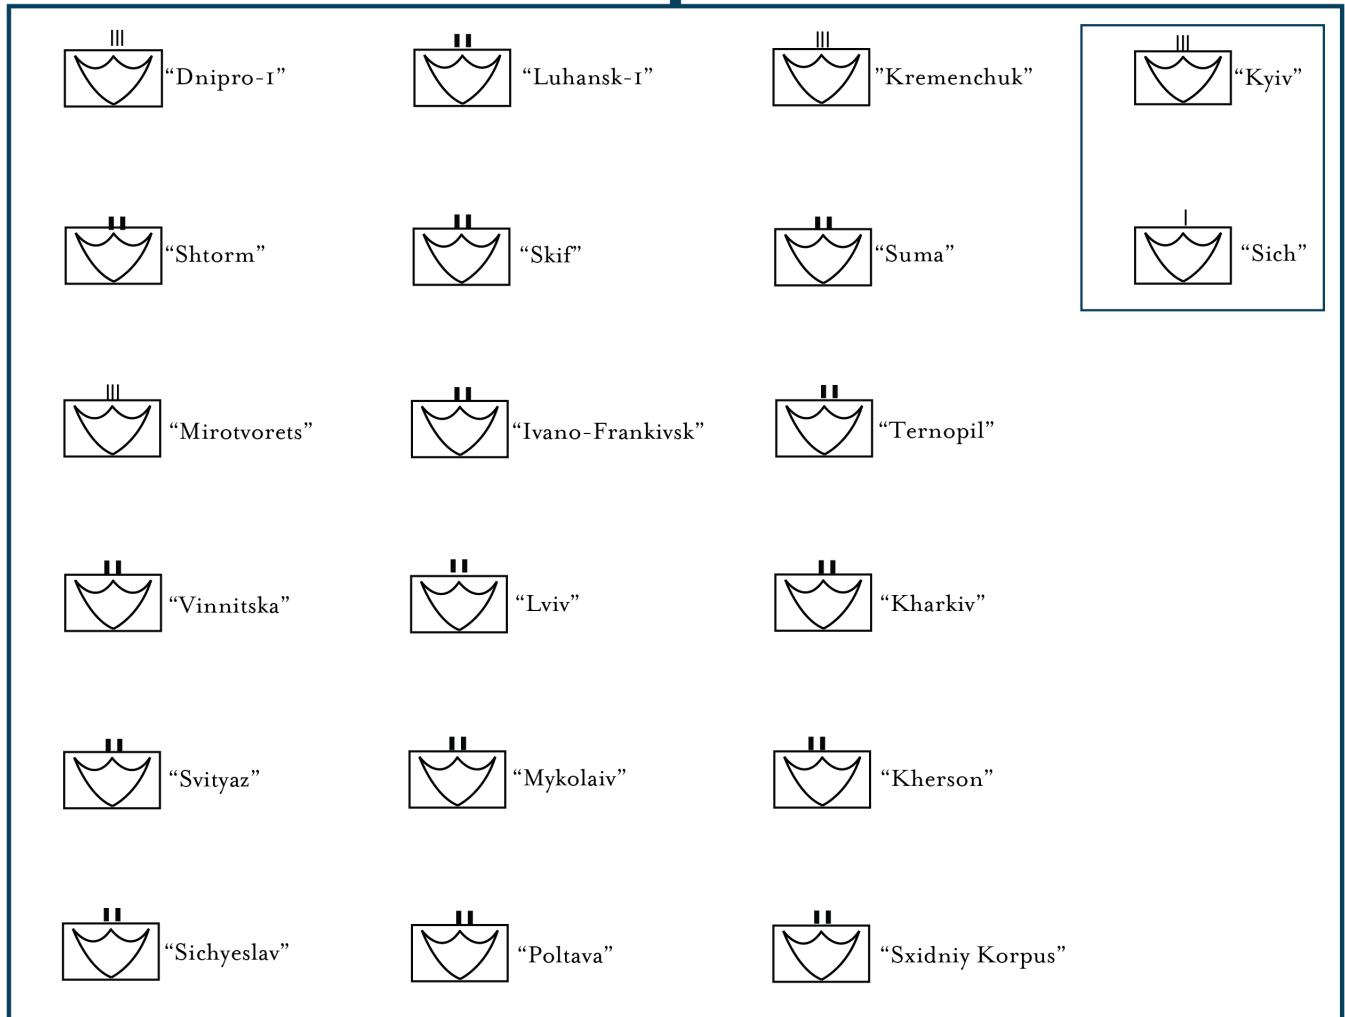 “Dnipro-1” “Luhansk-1” ”Kremenchuk” “Kyiv”
“Shtorm” “Skif” “Suma” “Sich”
“Mirotvorets” “Ivano-Frankivsk” “Ternopil”
“Vinnitska” “Lviv” “Kharkiv”
“Svityaz” “Mykolaiv” “Kherson”
“Sichyeslav” “Poltava” “Sxidniy Korpus”